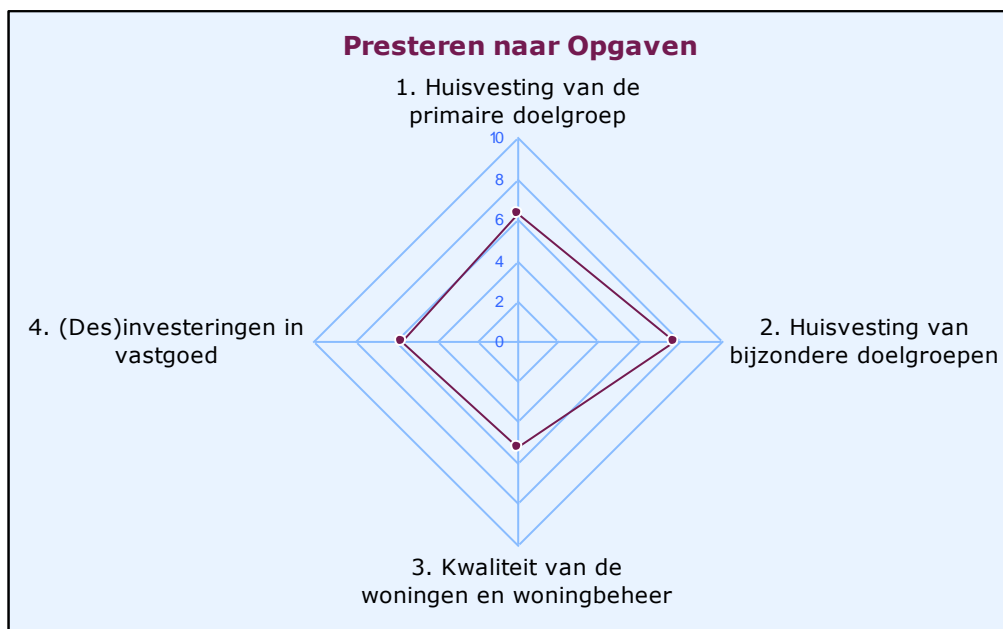 Presteren naar Opgaven
1. Huisvesting van de
primaire doelgroep
10
8
6
4
2
0
4. (Des)investeringen in
vastgoed
2. Huisvesting van
bijzondere doelgroepen
3. Kwaliteit van de
woningen en woningbeheer